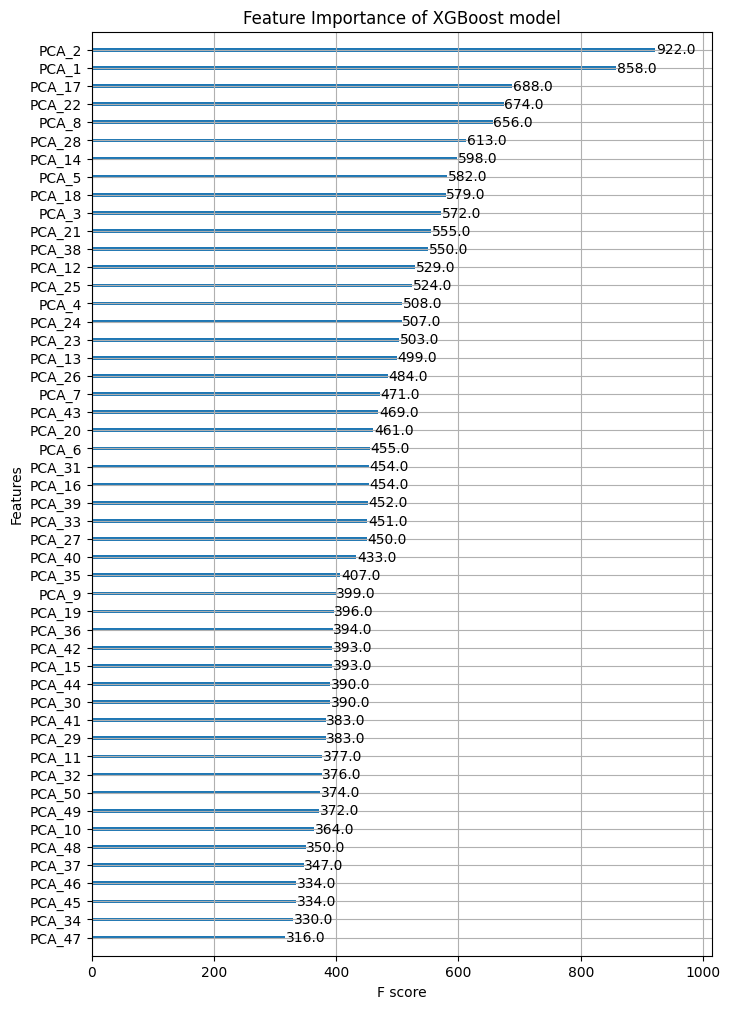 Feature Importance of XGBoost model
PCA_2 922.0
PCA_1 858.0
PCA_17 688.0
PCA_22 674.0
PCA_8 656.0
PCA_28 613.0
PCA_14 598.0
PCA_5 582.0
PCA_18 579.0
PCA_3 572.0
PCA_21 555.0
PCA_38 550.0
PCA_12 529.0
PCA_25 524.0
PCA_4 508.0
PCA_24 507.0
PCA_23 503.0
PCA_13 499.0
PCA_26 484.0
PCA_7 471.0
PCA_43 469.0
PCA_20 461.0
PCA_6 455.0
PCA_31 454.0
PCA_16 454.0
PCA_39 452.0
PCA_33 451.0
PCA_27 450.0
PCA_40 433.0
PCA_35 407.0
PCA_9 399.0
PCA_19 396.0
PCA_36 394.0
PCA_42 393.0
PCA_15 393.0
PCA_44 390.0
PCA_30 390.0
PCA_41 383.0
PCA_29 383.0
PCA_11 377.0
PCA_32 376.0
PCA_50 374.0
PCA_49 372.0
PCA_10 364.0
PCA_48 350.0
PCA_37 347.0
PCA_46 334.0
PCA_45 334.0
PCA_34 330.0
PCA_47 316.0
Features
0 200 400 600 800 1000
F score